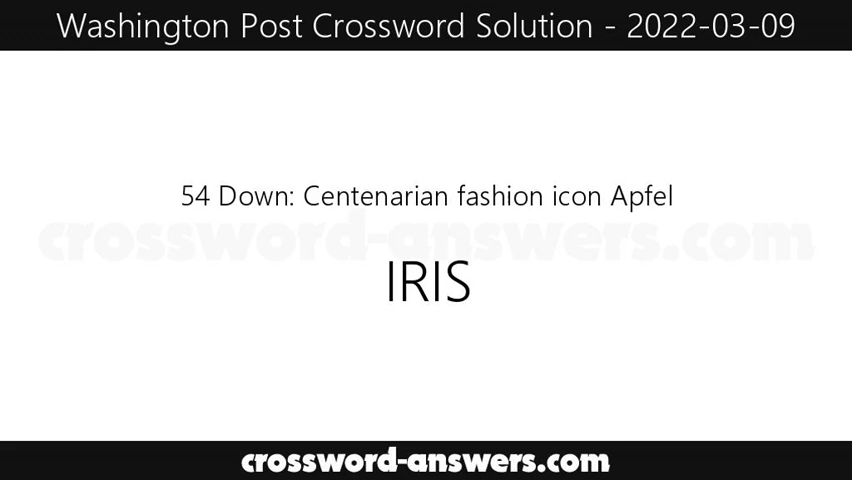 Washington Post Crossword Solution - 2022-03-09
54 Down: Centenarian fashion icon Apfel
crossword-answers.com
IRIS
crossword-answers.com